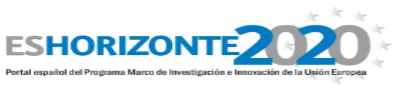 ESHORIZONTE2020
Portal español del Programa Marco de Investigación e Innovación de la Unión Europea